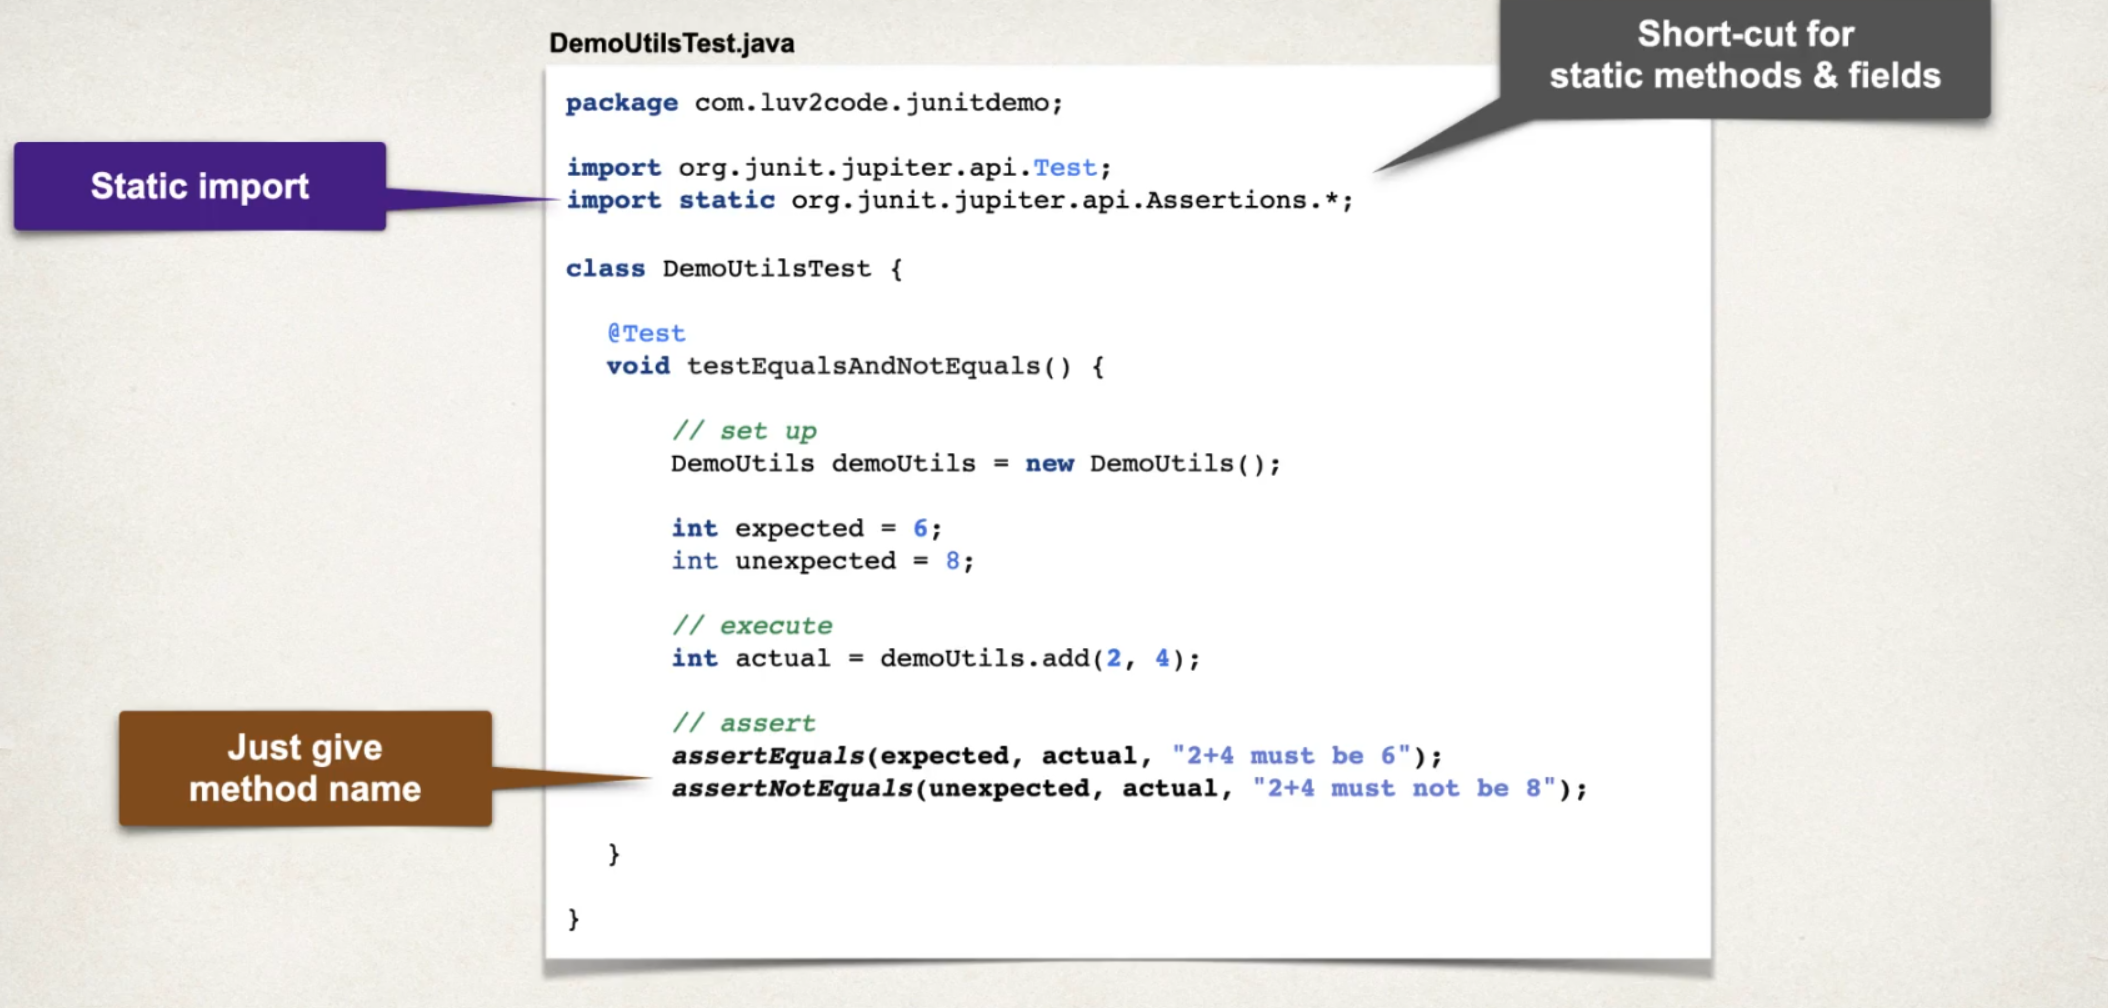 DemoUtilsTest.java
Short-cut for
static methods & fields
package com.luv2code.junitdemo;
Static import
import org.junit.jupiter.api.Test;
import static org.junit.jupiter.api.Assertions.*;
class DemoUtilsTest {
@Test
void testEqualsAndNotEquals() {
// set up
DemoUtils demoUtils = new DemoUtils();
int expected = 6;
int unexpected = 8;
// execute
int actual = demoUtils.add(2, 4);
Just give
method name
// assert
assertEquals(expected, actual, "2+4 must be 6");
assertNotEquals(unexpected, actual, "2+4 must not be 8");
}
}